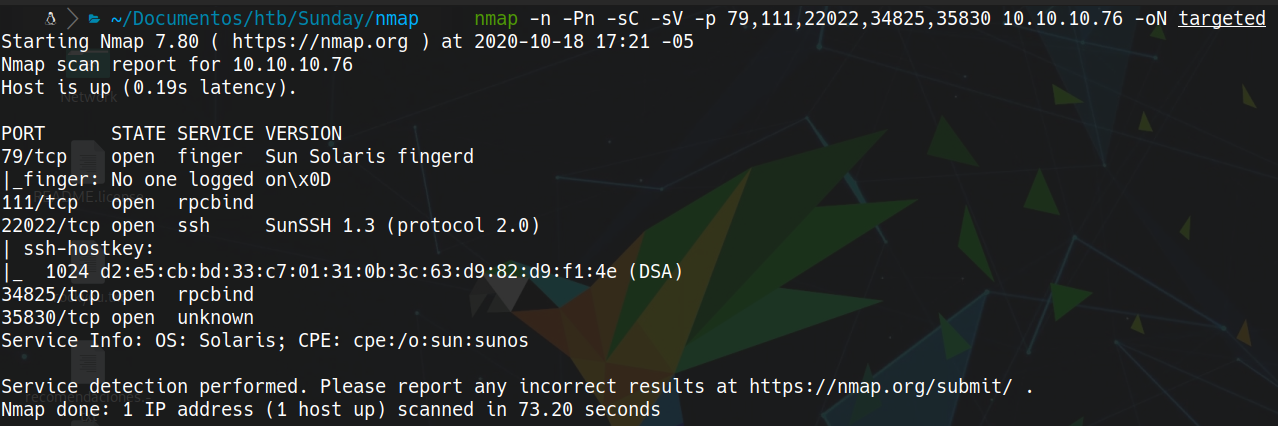 ~/Documentos/htb/Sunday/nmap nmap -n -Pn -sC -sV -p 79,111,22022,34825,35830 10.10.10.76 -oN targeted
Starting Nmap 7.80 ( https://nmap.org ) at 2020-10-18 17:21 -05
Nmap scan report for 10.10.10.76
Host is up (0.19s latency).
Network
PORT      STATE SERVICE VERSION
79/tcp    open  finger  Sun Solaris fingerd
|_finger: No one logged on\x0D
README.license
111/tcp   open  rpcbind
22022/tcp open  ssh     SunSSH 1.3 (protocol 2.0)
| ssh-hostkey:
|_  1024 d2:e5:cb:bd:33:c7:01:31:0b:3c:63:d9:82:d9:f1:4e (DSA)
34825/tcp open  rpcbind
35830/tcp open  unknown
Service Info: OS: Solaris; CPE: cpe:/o:sun:sunos
Service detection performed. Please report any incorrect results at https://nmap.org/submit/ .
recomendaciones.
Nmap done: 1 IP address (1 host up) scanned in 73.20 seconds